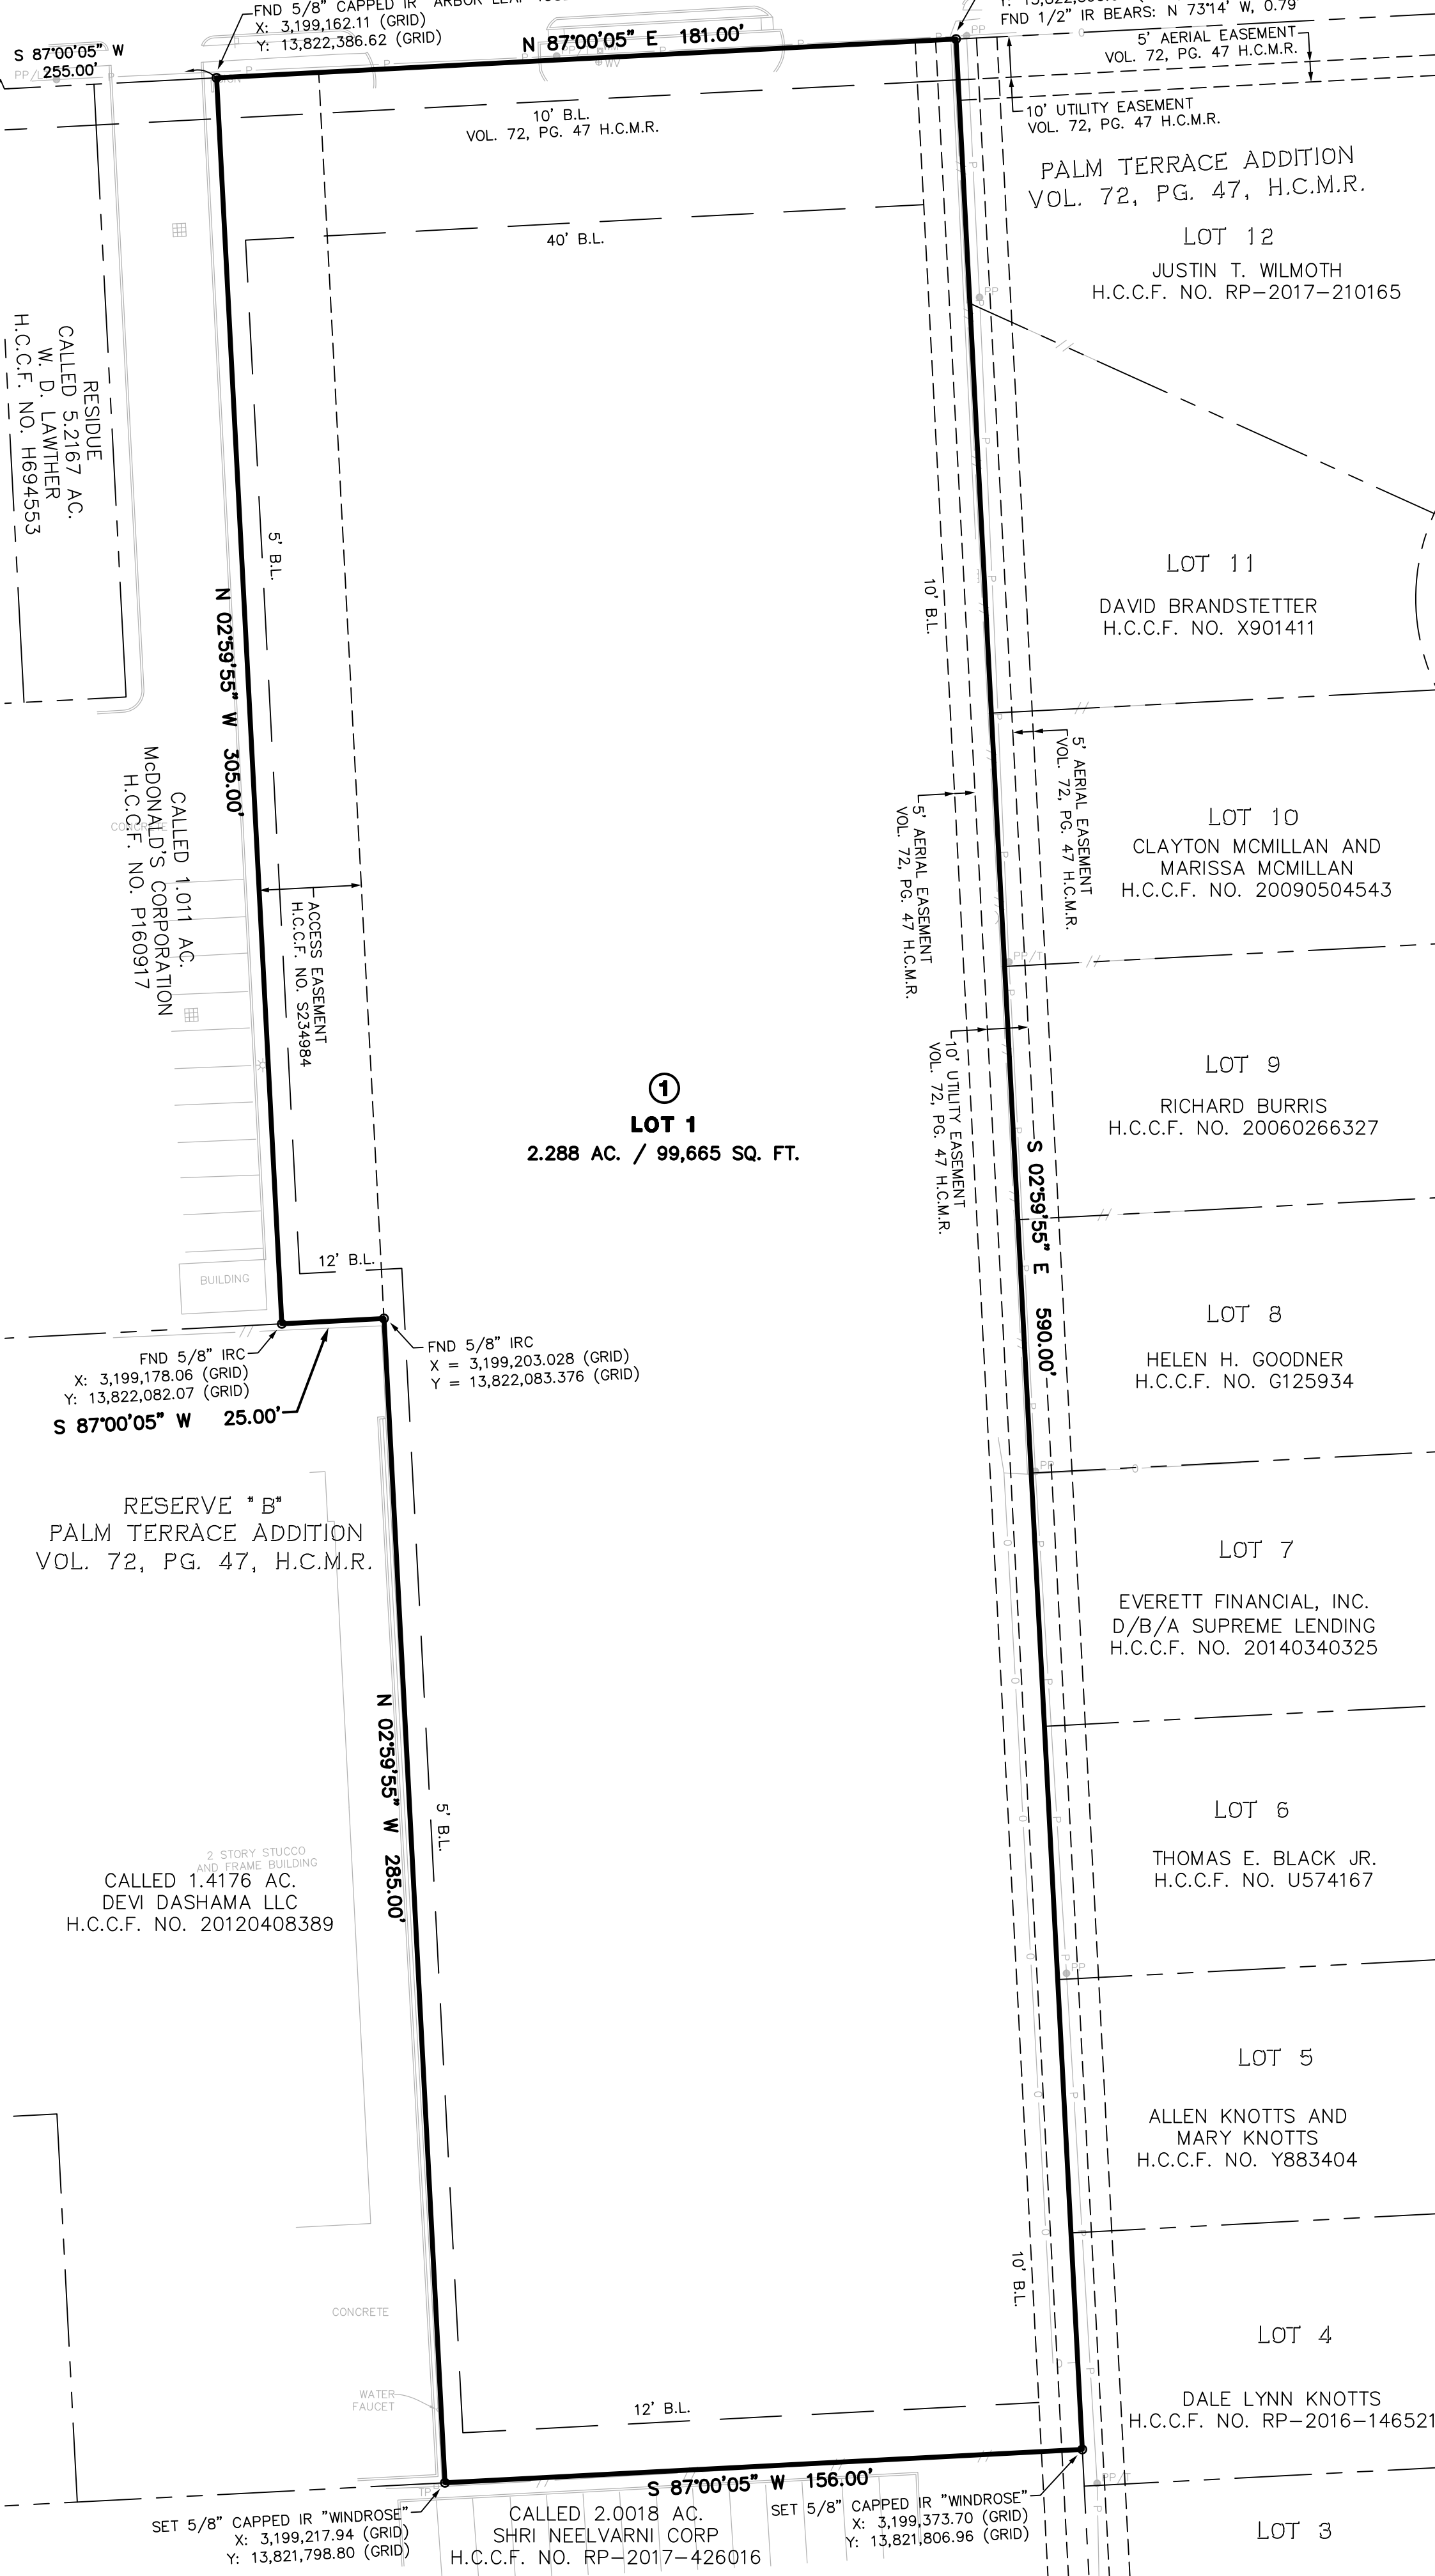 FND 5/8" CAPPED IR "ARBOR LEAF
X: 3,199,162.11 (GRID)
Y: 13,822,386.62 (GRID)
FND 1/2" IR BEARS: N 73°14' W, 0.79'
S 87°00'05" W
255.00'
PP/L
N 87°00'05" E 181.00'
WV
PP
5' AERIAL EASEMENT
VOL. 72, PG. 47 H.C.M.R.
10' UTILITY EASEMENT
VOL. 72, PG. 47 H.C.M.R.
10' B.L.
VOL. 72, PG. 47 H.C.M.R.
PALM TERRACE ADDITION
VOL. 72, PG. 47, H.C.M.R.
40' B.L.
LOT 12
JUSTIN T. WILMOTH
H.C.C.F. NO. RP-2017-210165
PP
RESIDUE
CALLED 5.2167 AC.
W. D. LAWTHER
H.C.C.F. NO. H694553
5' B.L.
10' B.L.
LOT 11
DAVID BRANDSTETTER
H.C.C.F. NO. X901411
N 02°59'55" W 305.00'
CALLED 1.011 AC.
McDONALD'S CORPORATION
H.C.C.F. NO. P160917
CONCRETE
5' AERIAL EASEMENT
VOL. 72, PG. 47 H.C.M.R.
5' AERIAL EASEMENT
VOL. 72, PG. 47 H.C.M.R.
LOT 10
CLAYTON MCMILLAN AND
MARISSA MCMILLAN
H.C.C.F. NO. 20090504543
ACCESS EASEMENT
H.C.C.F. NO. S234984
PP/T
10' UTILITY EASEMENT
VOL. 72, PG. 47 H.C.M.R.
LOT 9
RICHARD BURRIS
H.C.C.F. NO. 20060266327
1
LOT 1
2.288 AC. / 99,665 SQ. FT.
S 02°59'55" E 590.00'
12' B.L.
BUILDING
LOT 8
HELEN H. GOODNER
H.C.C.F. NO. G125934
FND 5/8" IRC
X: 3,199,178.06 (GRID)
Y: 13,822,082.07 (GRID)
FND 5/8" IRC
X = 3,199,203.028 (GRID)
Y = 13,822,083.376 (GRID)
S 87°00'05" W 25.00'
PP
RESERVE "B"
PALM TERRACE ADDITION
VOL. 72, PG. 47, H.C.M.R.
LOT 7
EVERETT FINANCIAL, INC.
D/B/A SUPREME LENDING
H.C.C.F. NO. 20140340325
N 02°59'55" W 285.00'
5' B.L.
LOT 6
THOMAS E. BLACK JR.
H.C.C.F. NO. U574167
2 STORY STUCCO
AND FRAME BUILDING
CALLED 1.4176 AC.
DEVI DASHAMA LLC
H.C.C.F. NO. 20120408389
PP
LOT 5
ALLEN KNOTTS AND
MARY KNOTTS
H.C.C.F. NO. Y883404
10' B.L.
CONCRETE
LOT 4
DALE LYNN KNOTTS
H.C.C.F. NO. RP-2016-146521
WATER
FAUCET
12' B.L.
TP
S 87°00'05" W 156.00'
PP/T
SET 5/8" CAPPED IR "WINDROSE"
X: 3,199,217.94 (GRID)
Y: 13,821,798.80 (GRID)
CALLED 2.0018 AC.
SHRI NEELVARNI CORP
H.C.C.F. NO. RP-2017-426016
SET 5/8" CAPPED IR "WINDROSE"
X: 3,199,373.70 (GRID)
Y: 13,821,806.96 (GRID)
LOT 3